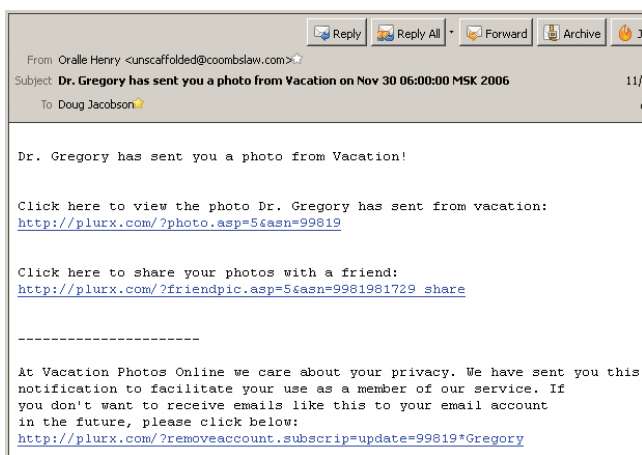 Reply Reply All Forward Archive J
From Oralle Henry <unscaffolded@coombslaw.com>
Subject Dr. Gregory has sent you a photo from Vacation on Nov 30 06:00:00 MSK 2006 11/
To Doug Jacobson
Dr. Gregory has sent you a photo from Vacation!
Click here to view the photo Dr. Gregory has sent from vacation:
http://plurx.com/?photo.asp=5&asn=99819
Click here to share your photos with a friend:
http://plurx.com/?friendpic.asp=5&asn=9981981729 share
----------------------
At Vacation Photos Online we care about your privacy. We have sent you this
notification to facilitate your use as a member of our service. If
you don't want to receive emails like this to your email account
in the future, please click below:
http://plurx.com/?removeaccount.subscrip=update=99819*Gregory